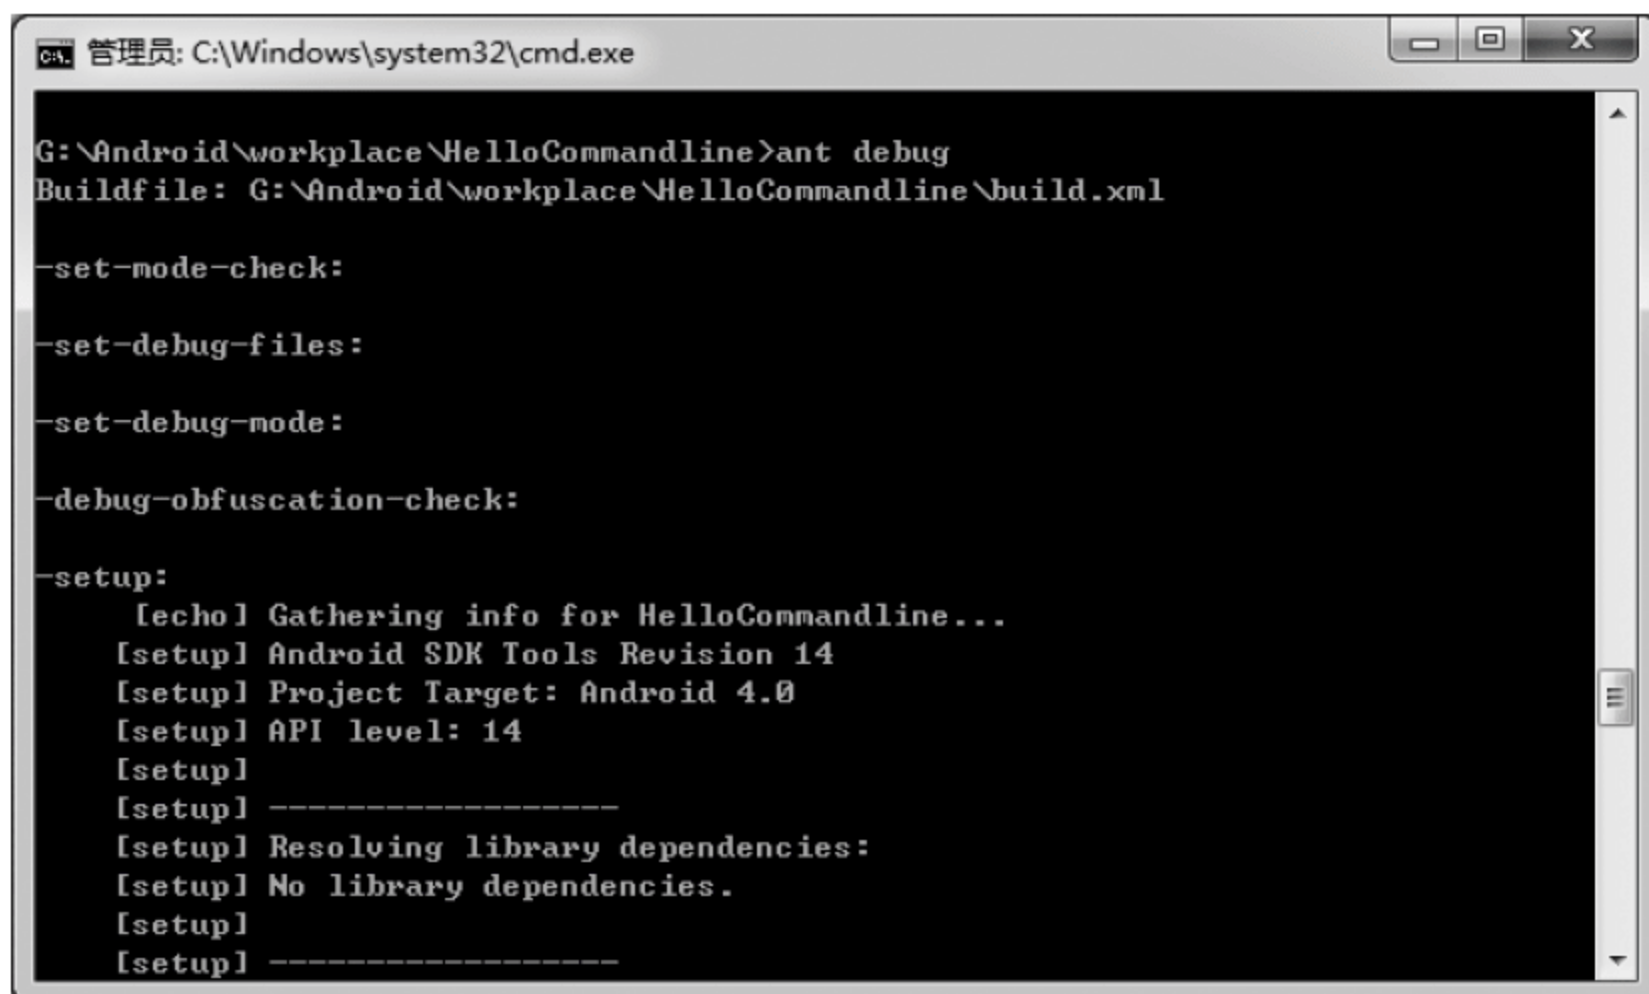 管理员: C:\Windows\system32\cmd.exe
G:\Android\workplace\HelloCommandline>ant debug
Buildfile: G:\Android\workplace\HelloCommandline\build.xml
-set-mode-check:
-set-debug-files:
-set-debug-mode:
-debug-obfuscation-check:
-setup:
[echo] Gathering info for HelloCommandline...
[setup] Android SDK Tools Revision 14
[setup] Project Target: Android 4.0
[setup] API level: 14
[setup]
[setup] ------------------
[setup] Resolving library dependencies:
[setup] No library dependencies.
[setup]
[setup] ------------------